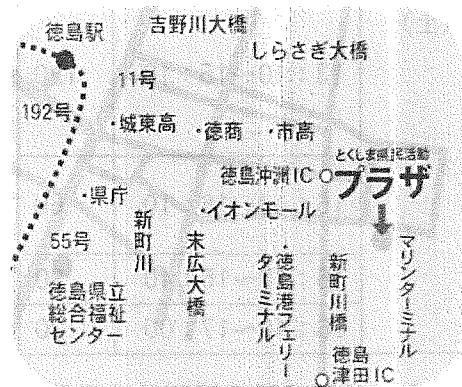 徳島駅
吉野川大橋
しらさぎ大橋
11号
192号
・城東高
・徳商
・市高
とくしま県民活動
プラザ
徳島沖洲IC
・県庁
・イオンモール
55号
新町川
末広大橋
・徳島港フェリー
ターミナル
新町川橋
マリンターミナル
徳島県立
総合福祉
センター
徳島
津田IC